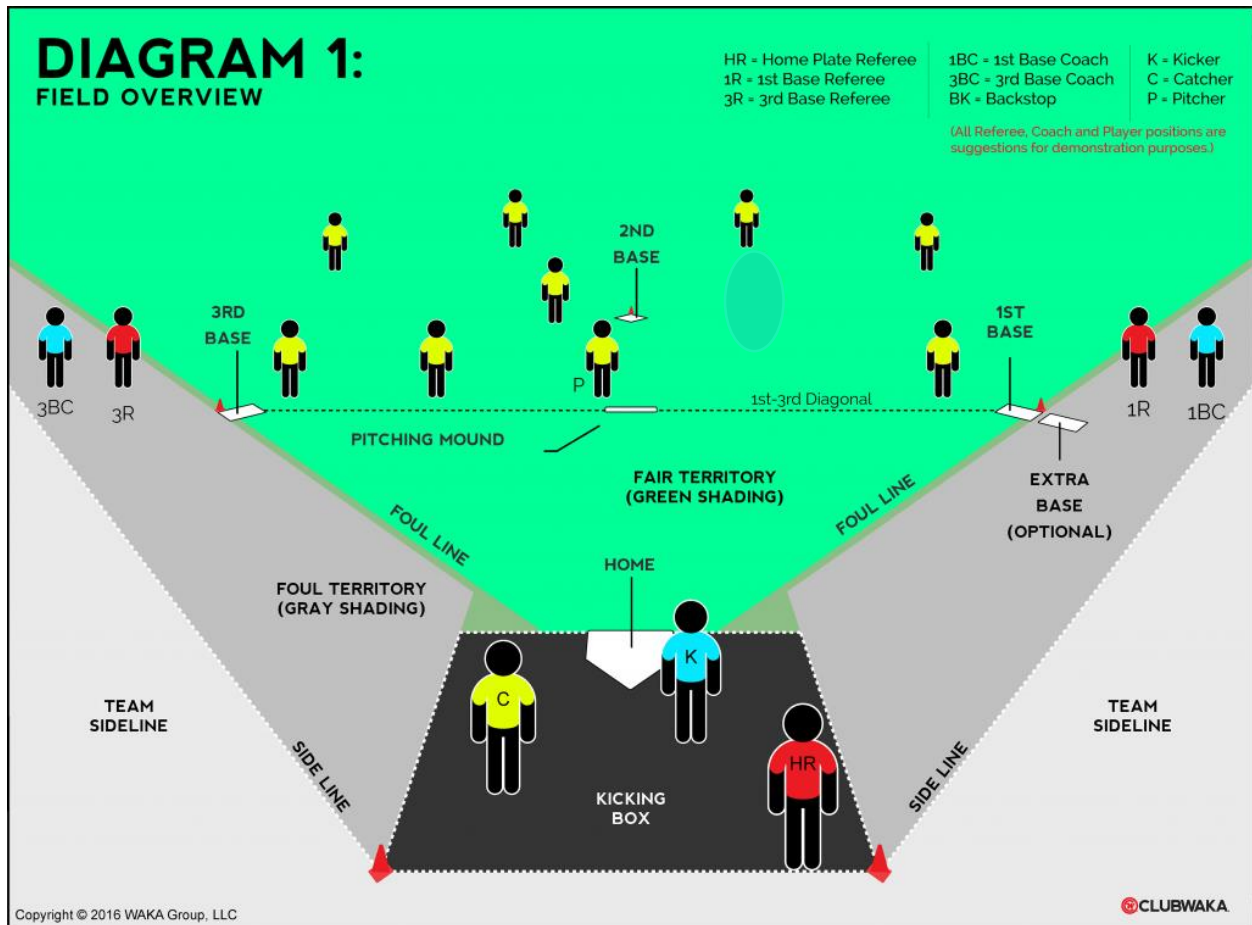 DIAGRAM 1:
FIELD OVERVIEW
HR = Home Plate Referee
1R = 1st Base Referee
3R = 3rd Base Referee
1BC = 1st Base Coach
3BC = 3rd Base Coach
BK = Backstop
K = Kicker
C = Catcher
P = Pitcher
(All Referee, Coach and Player positions are
suggestions for demonstration purposes.)
2ND
BASE
3RD
BASE
1ST
BASE
3BC
3R
P
1st-3rd Diagonal
1R
1BC
PITCHING MOUND
FAIR TERRITORY
(GREEN SHADING)
EXTRA
BASE
(OPTIONAL)
FOUL LINE
FOUL LINE
HOME
FOUL TERRITORY
(GRAY SHADING)
K
C
HR
TEAM
SIDELINE
TEAM
SIDELINE
SIDE LINE
SIDE LINE
KICKING
BOX
Copyright © 2016 WAKA Group, LLC
CLUBWAKA.